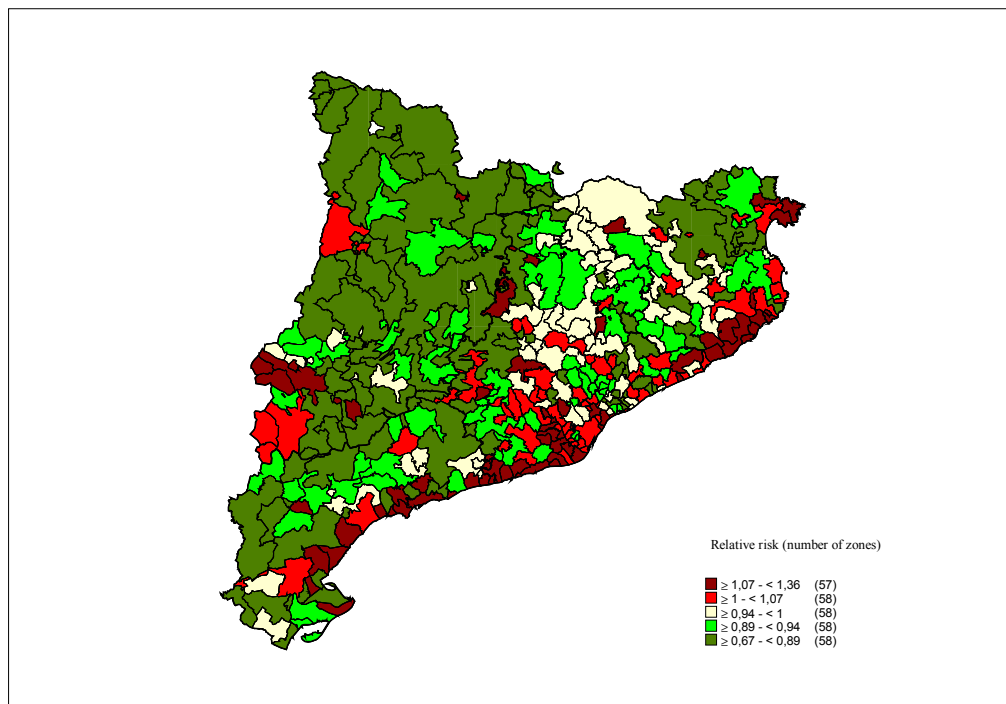 Relative risk (number of zones)
≥ 1,07 - < 1,36 (57)
≥ 1 - < 1,07 (58)
≥ 0,94 - < 1 (58)
≥ 0,89 - < 0,94 (58)
≥ 0,67 - < 0,89 (58)